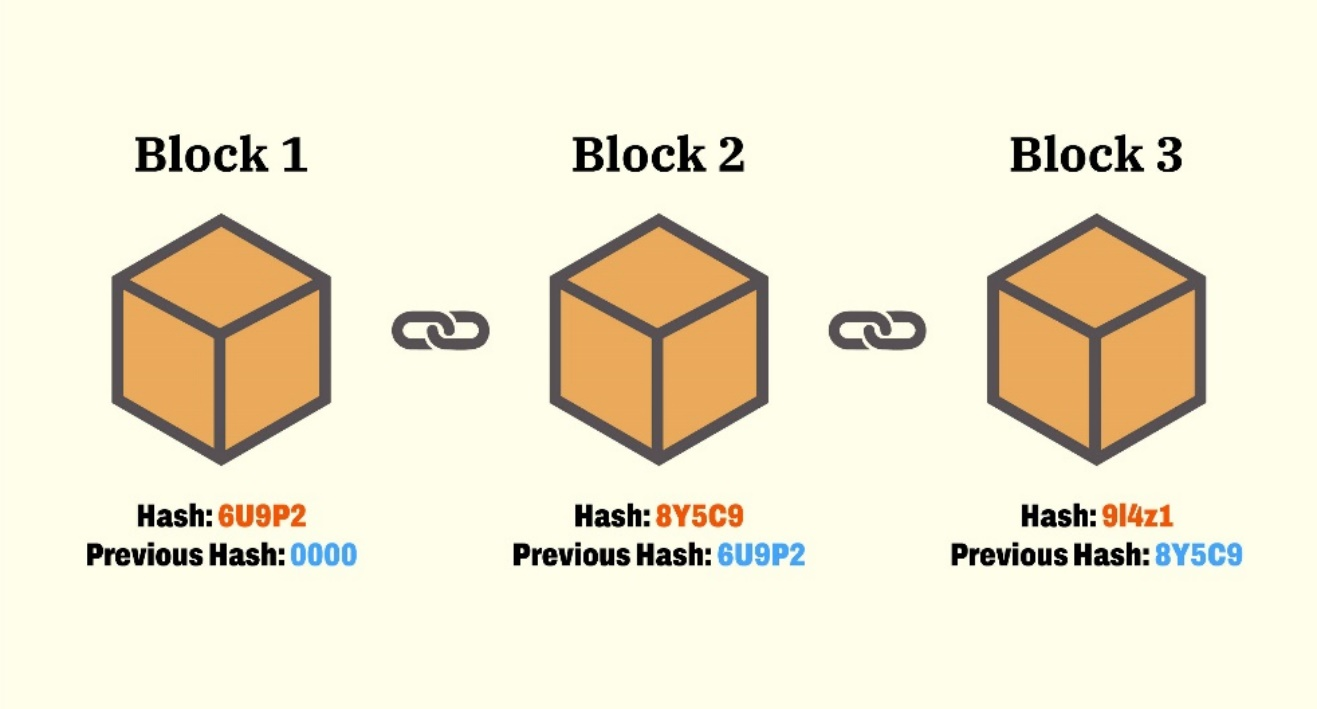 Block 1
Block 2
Block 3
Hash: 6U9P2
Previous Hash: 0000
Hash: 8Y5C9
Previous Hash: 6U9P2
Hash: 9l4z1
Previous Hash: 8Y5C9